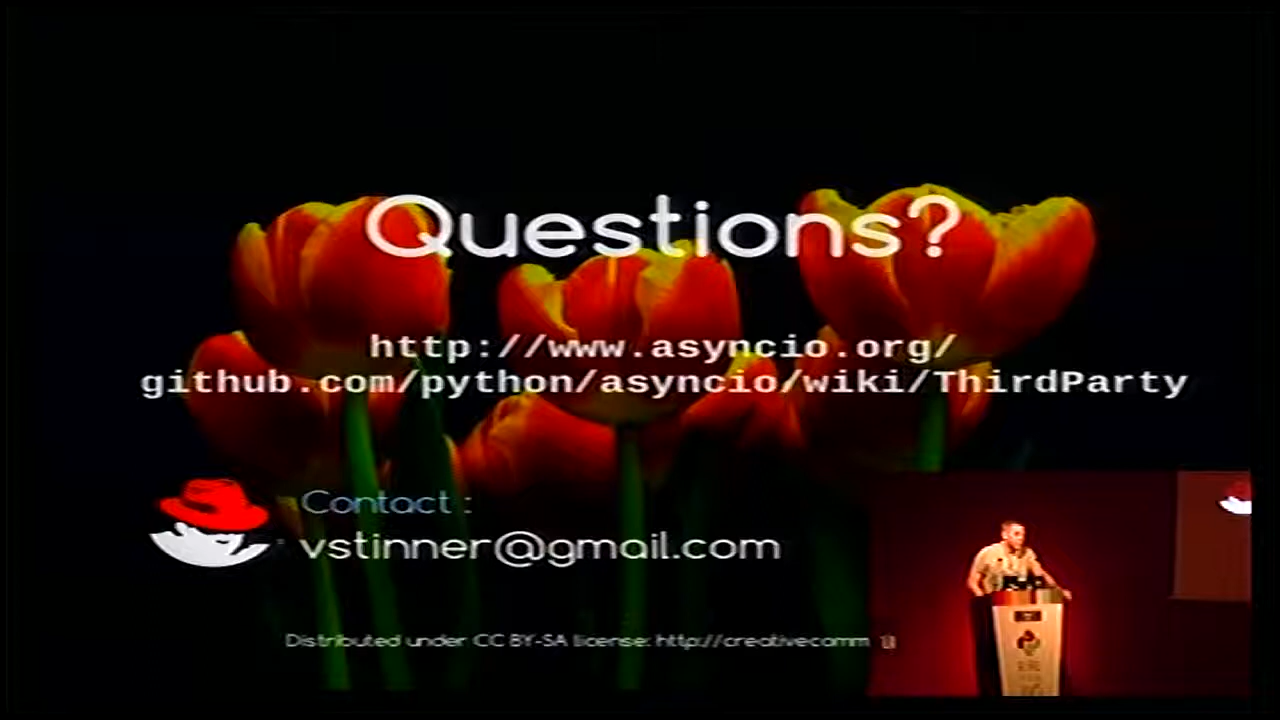 Questions?
http://www.asyncio.org/
github.com/python/asyncio/wiki/ThirdParty
Contact :
vstinner@gmail.com
Distributed under CC BY-SA license: http://creativecomm